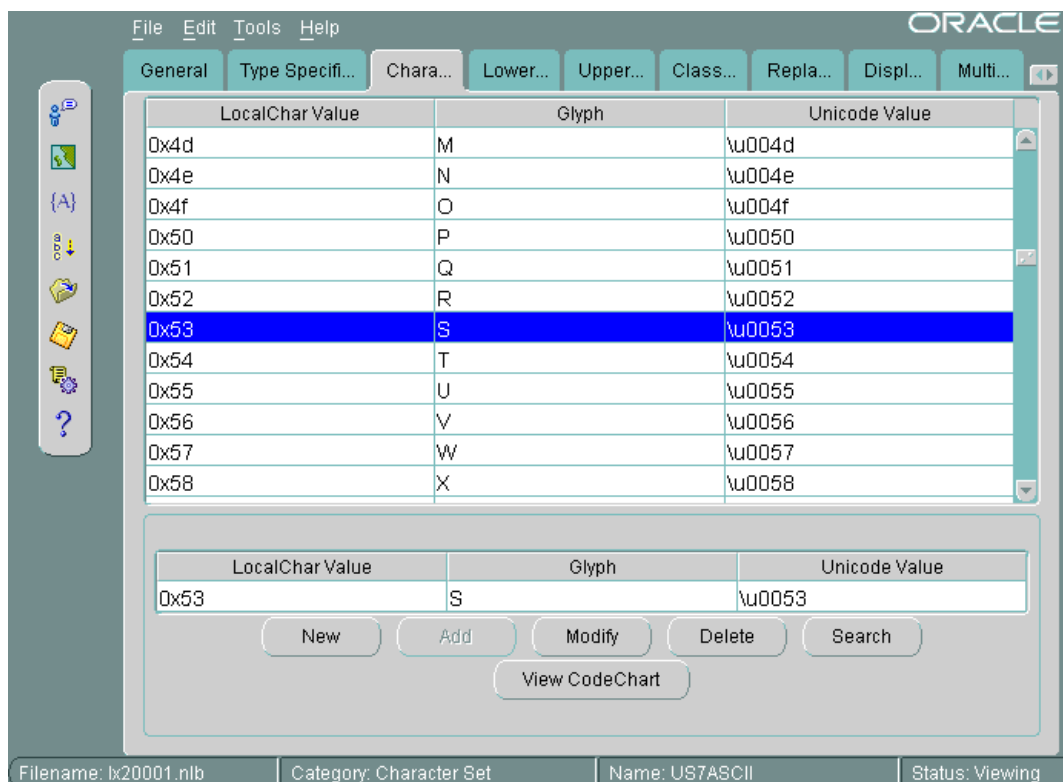 File Edit Tools Help ORACLE
General Type Specifi... Chara... Lower... Upper... Class... Repla... Displ... Multi...
LocalChar Value Glyph Unicode Value
0x4d M \u004d
0x4e N \u004e
0x4f O \u004f
0x50 P \u0050
0x51 Q \u0051
0x52 R \u0052
0x53 S \u0053
0x54 T \u0054
0x55 U \u0055
0x56 V \u0056
0x57 W \u0057
0x58 X \u0058
LocalChar Value Glyph Unicode Value
0x53 S \u0053
New Add Modify Delete Search
View CodeChart
Filename: lx20001.nlb Category: Character Set Name: US7ASCII Status: Viewing
{A}
a
b
c
?